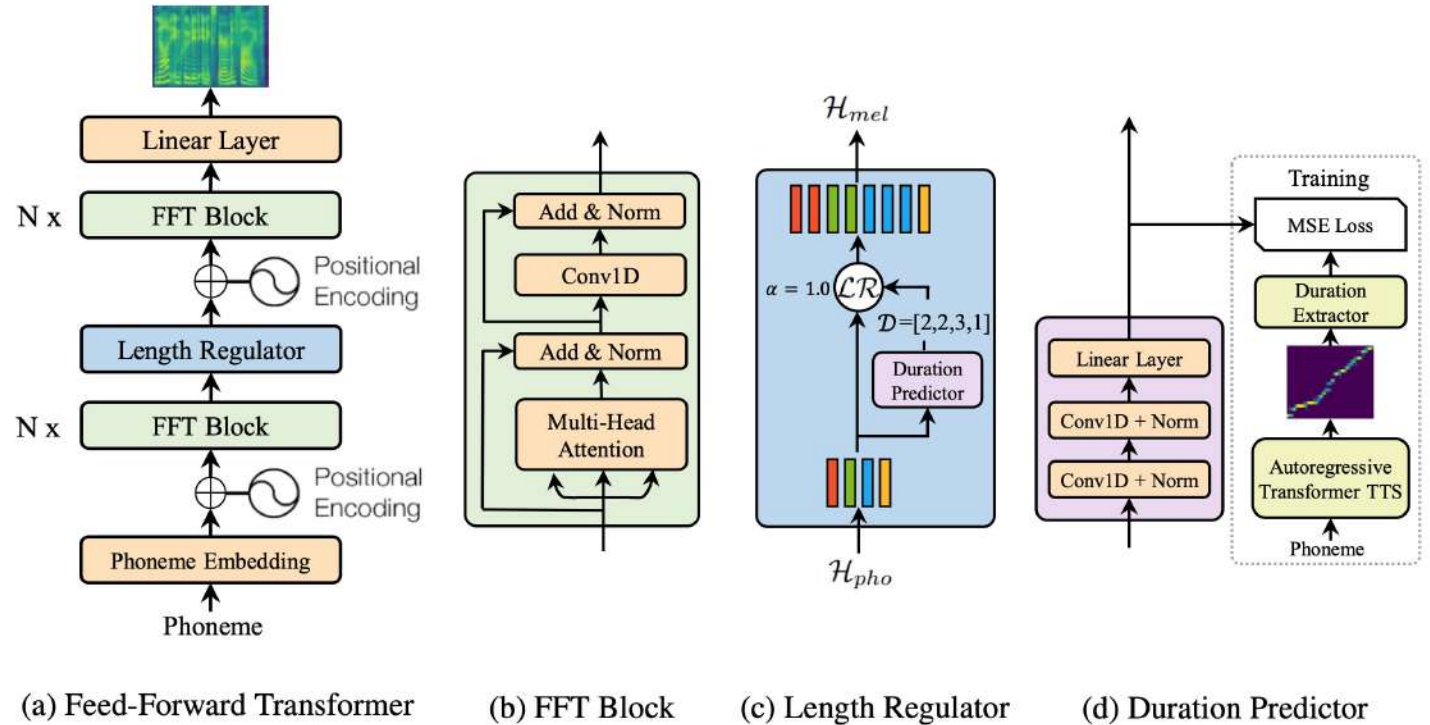 Linear Layer
N x
FFT Block
Positional
Encoding
Length Regulator
N x
FFT Block
Positional
Encoding
Phoneme Embedding
Phoneme
(a) Feed-Forward Transformer
Add & Norm
Conv1D
Add & Norm
Multi-Head
Attention
(b) FFT Block
ℋmel
α = 1.0
ℒℛ
𝒟=[2,2,3,1]
Duration
Predictor
ℋpho
(c) Length Regulator
Linear Layer
Conv1D + Norm
Conv1D + Norm
Training
MSE Loss
Duration
Extractor
Autoregressive
Transformer TTS
Phoneme
(d) Duration Predictor